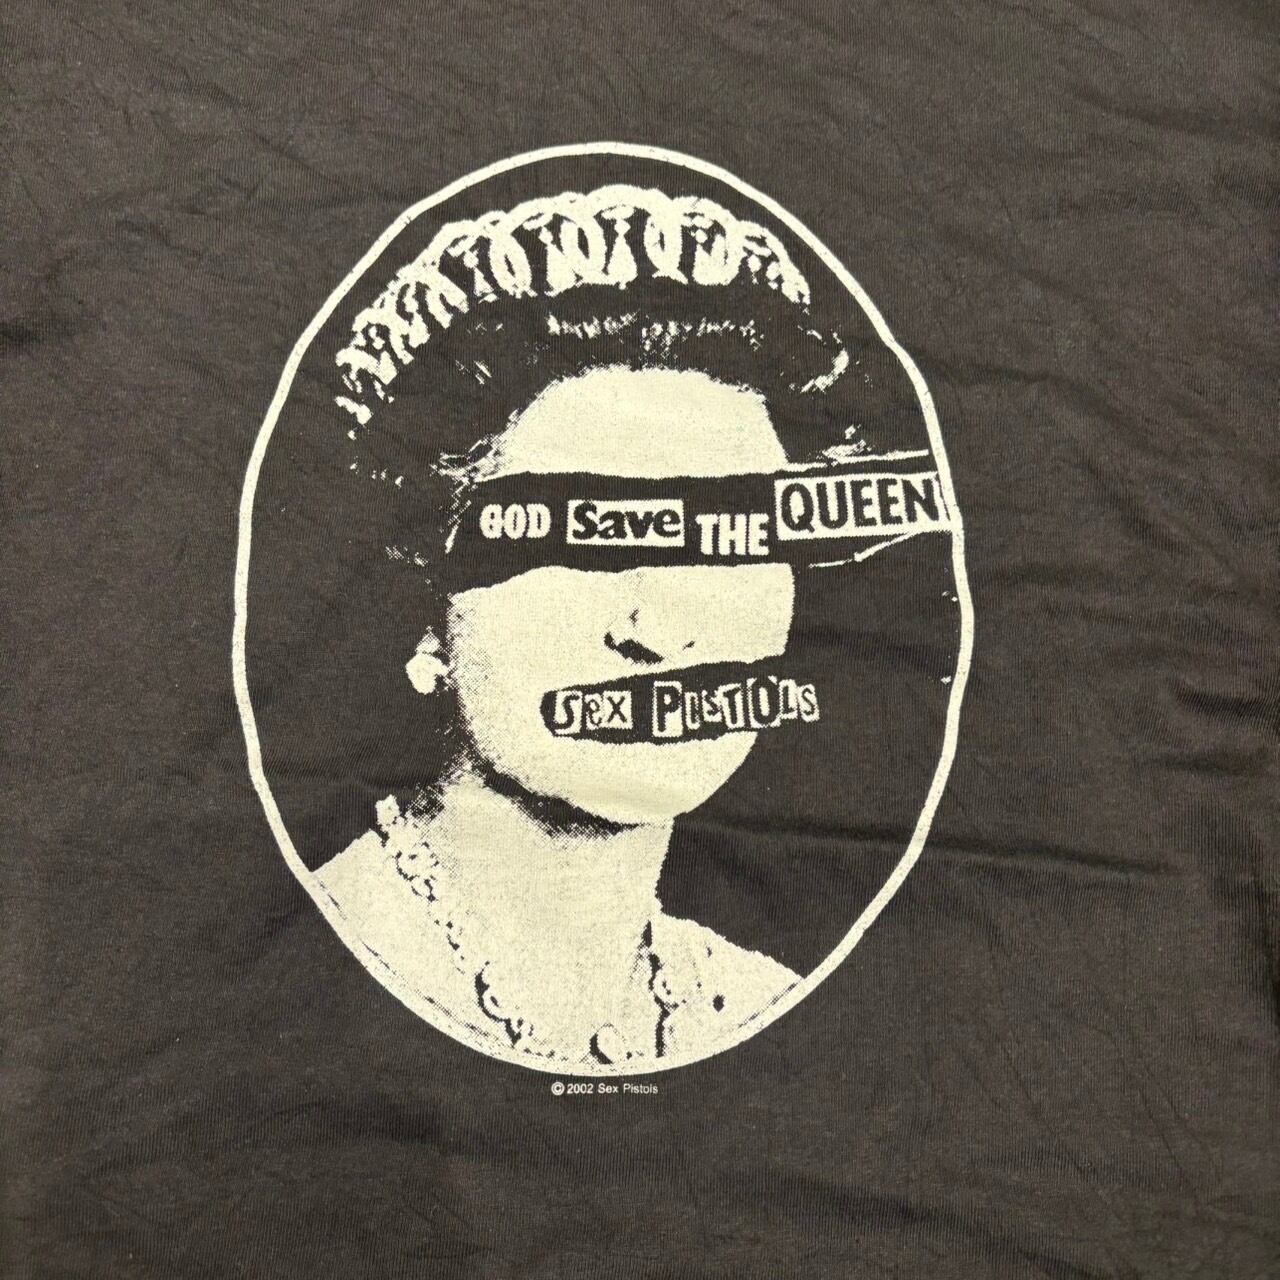 GOD Save THE QUEEN
Sex PIsTOLs
© 2002 Sex Pistols